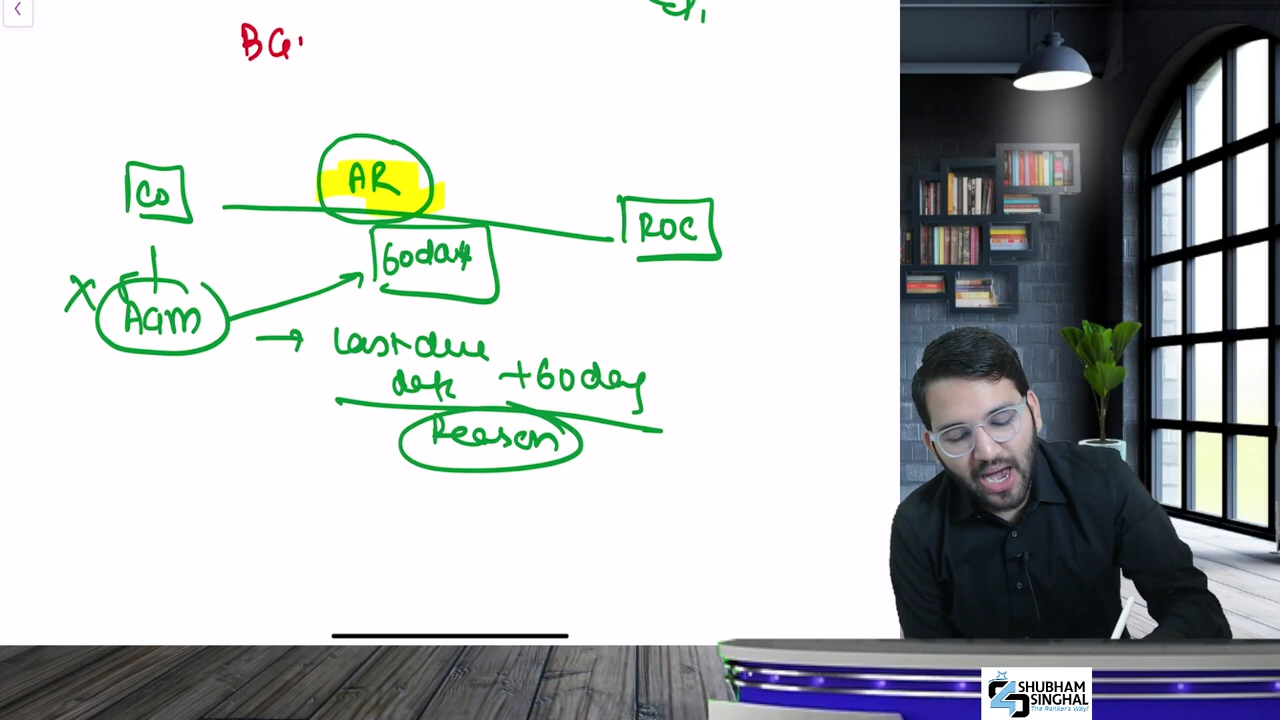 BG
CO
AR
ROC
60days
X
AGM
→ Last due
date
+60day
Reason
SHUBHAM
SINGHAL
The Rankers Way!